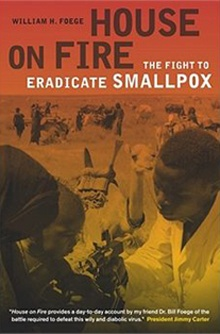 WILLIAM H. FOEGE
HOUSE
ON FIRE
THE FIGHT TO
ERADICATE SMALLPOX
"House on Fire provides a day-to-day account by my friend Dr. Bill Foege of the
battle required to defeat this wily and diabolic virus." President Jimmy Carter